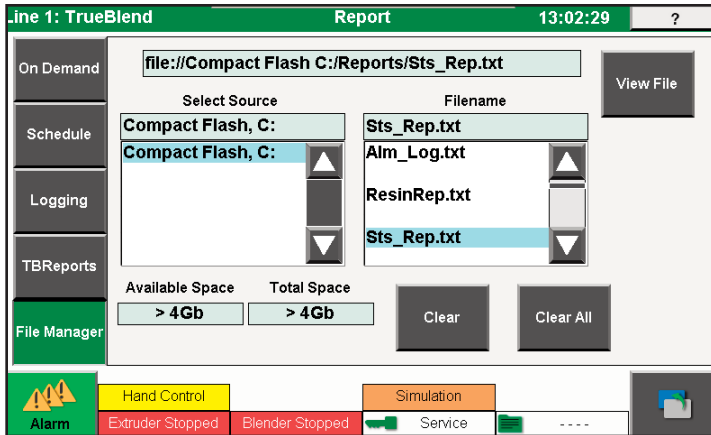 Line 1: TrueBlend
Report
13:02:29
?
On Demand
file://Compact Flash C:/Reports/Sts_Rep.txt
View File
Select Source
Filename
Schedule
Compact Flash, C:
Sts_Rep.txt
Compact Flash, C:
Alm_Log.txt
Logging
ResinRep.txt
Sts_Rep.txt
TBReports
Available Space
Total Space
> 4Gb
> 4Gb
Clear
Clear All
File Manager
Hand Control
Simulation
Alarm
Extruder Stopped
Blender Stopped
Service
- - - -